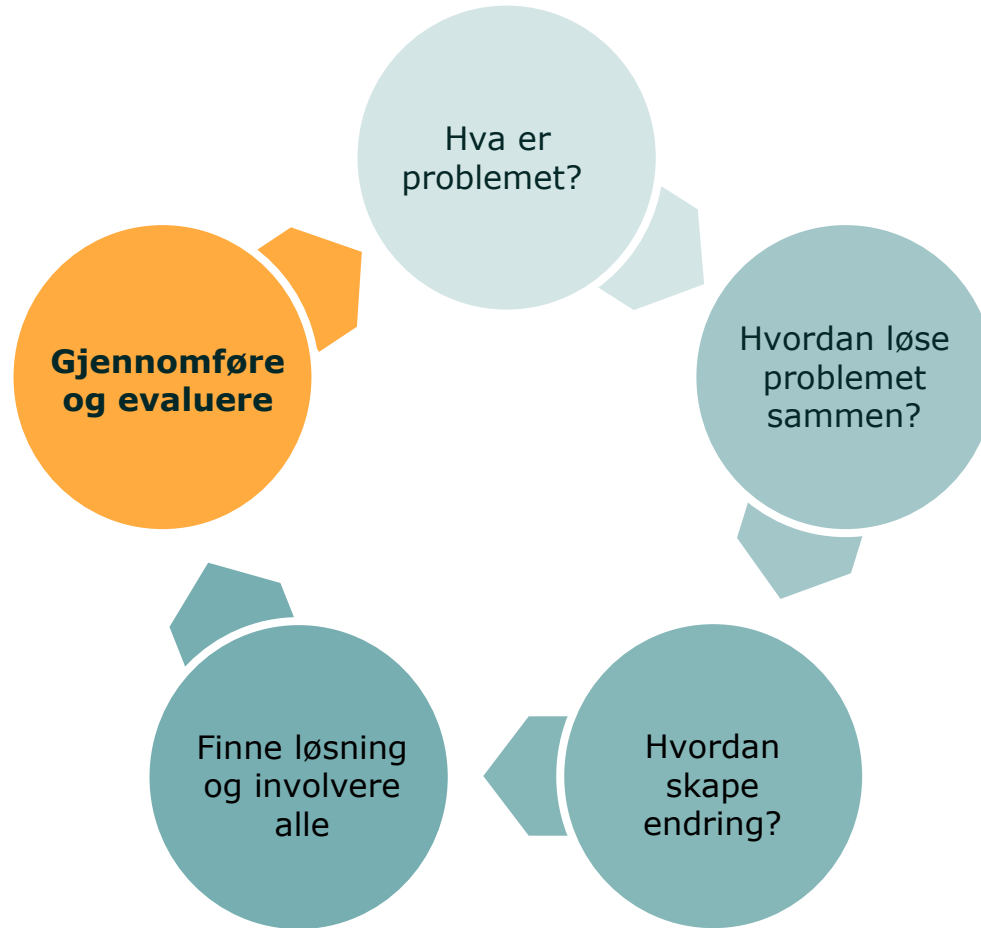 Hva er
problemet?
Hvordan løse
problemet
sammen?
Hvordan
skape
endring?
Finne løsning
og involvere
alle
Gjennomføre
og evaluere